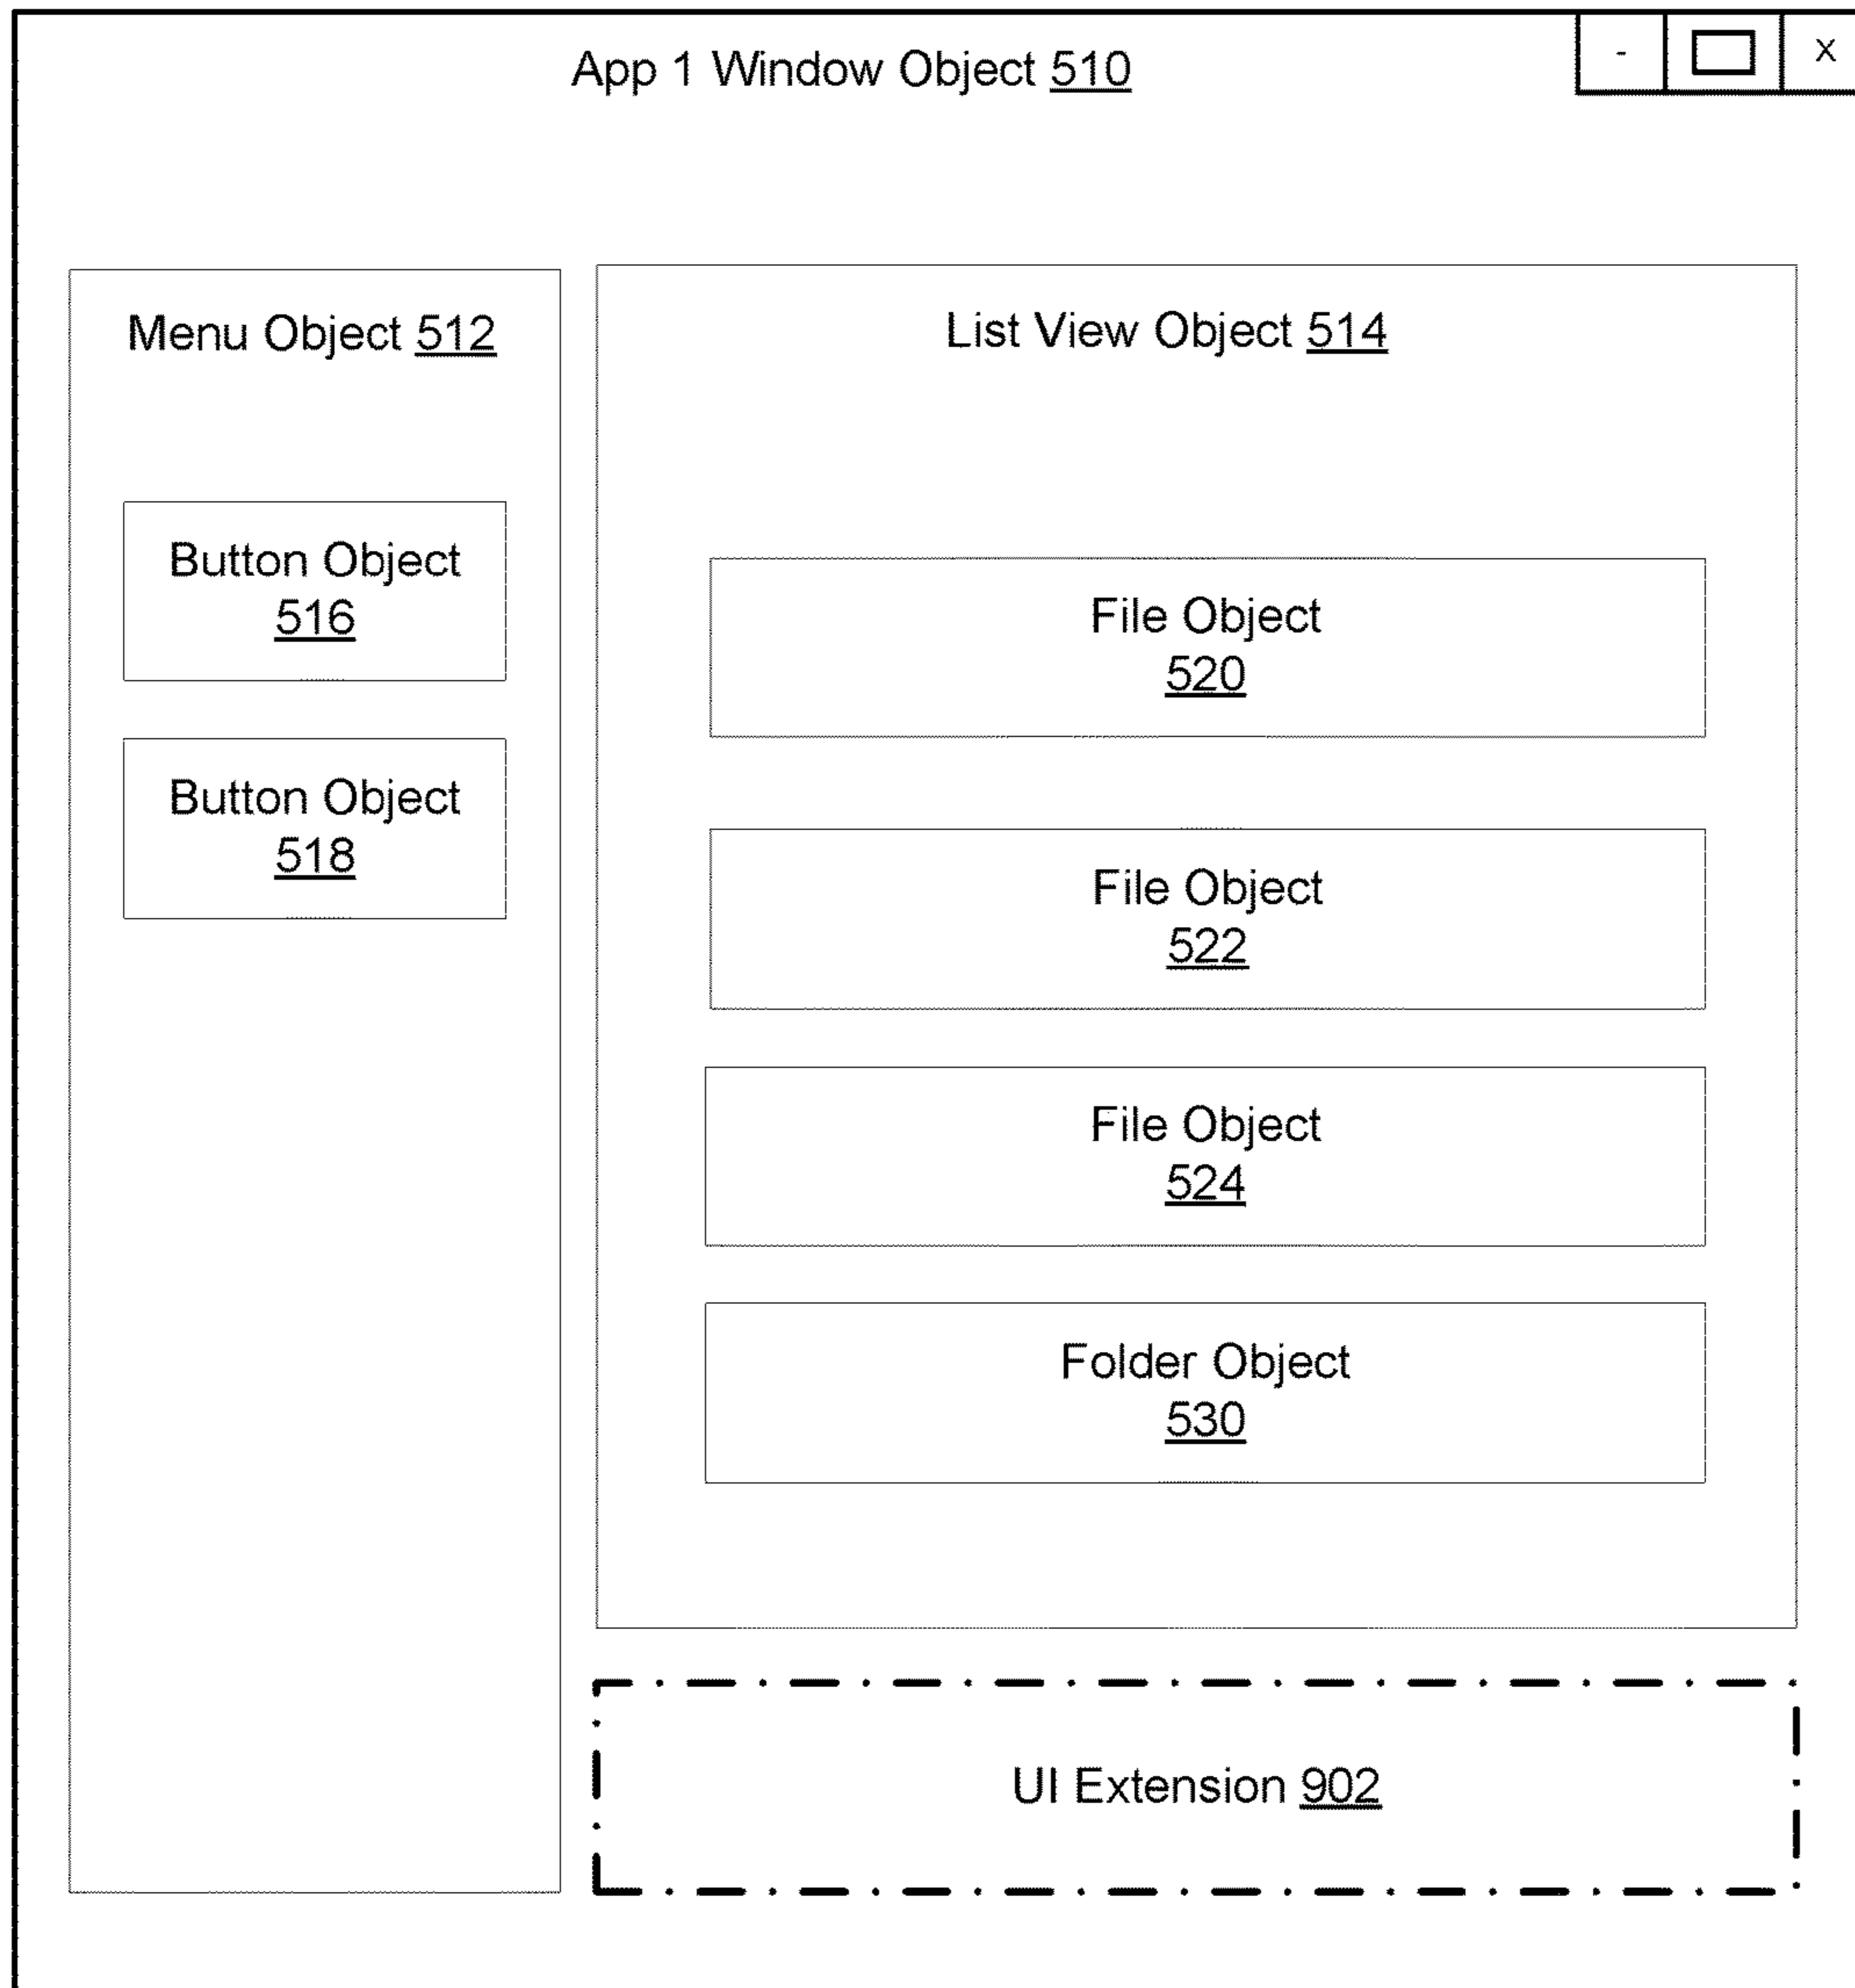 App 1 Window Object 510
-
X
Menu Object 512
Button Object
516
Button Object
518
List View Object 514
File Object
520
File Object
522
File Object
524
Folder Object
530
UI Extension 902